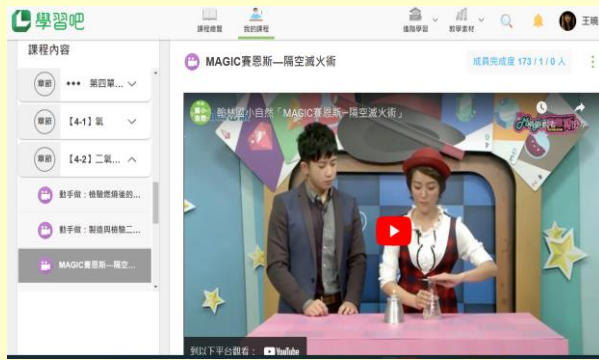 學習吧
課程總覽
我的課程
進階學習
教學素材
王曉
課程內容
章節 ••• 第四單...
章節 【4-1】氧
章節 【4-2】二氧...
動手做：檢驗燃燒後的...
動手做：製造與檢驗二...
MAGIC賽恩斯—隔空...
MAGIC賽恩斯—隔空滅火術
成員完成度 173 / 1 / 0 人
翰林國小自然「MAGIC賽恩斯－隔空滅火術」
到以下平台觀看： YouTube